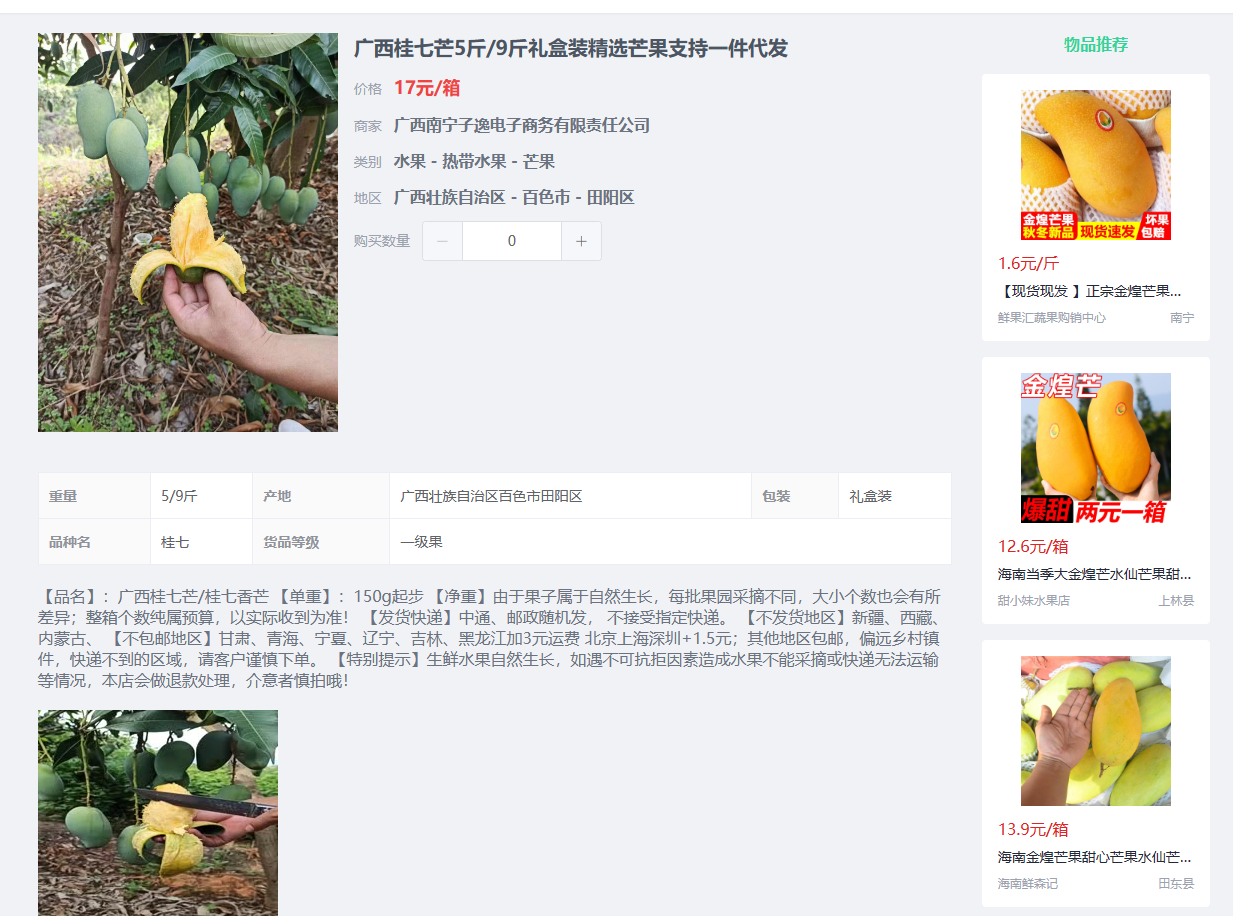 广西桂七芒5斤/9斤礼盒装精选芒果支持一件代发
价格 17元/箱
商家 广西南宁子逸电子商务有限责任公司
类别 水果 - 热带水果 - 芒果
地区 广西壮族自治区 - 百色市 - 田阳区
购买数量 − 0 +
重量 5/9斤 产地 广西壮族自治区百色市田阳区 包装 礼盒装
品种名 桂七 货品等级 一级果
【品名】：广西桂七芒/桂七香芒 【单重】：150g起步 【净重】由于果子属于自然生长，每批果园采摘不同，大小个数也会有所
差异；整箱个数纯属预算，以实际收到为准！ 【发货快递】中通、邮政随机发， 不接受指定快递。 【不发货地区】新疆、西藏、
内蒙古、 【不包邮地区】甘肃、青海、宁夏、辽宁、吉林、黑龙江加3元运费 北京上海深圳+1.5元；其他地区包邮，偏远乡村镇
件，快递不到的区域，请客户谨慎下单。 【特别提示】生鲜水果自然生长，如遇不可抗拒因素造成水果不能采摘或快递无法运输
等情况，本店会做退款处理，介意者慎拍哦！
物品推荐
金煌芒果
秋冬新品
现货速发
坏果
包赔
1.6元/斤
【现货现发 】正宗金煌芒果...
鲜果汇蔬果购销中心 南宁
金煌芒
爆甜 两元一箱
12.6元/箱
海南当季大金煌芒水仙芒果甜...
甜小妹水果店 上林县
13.9元/箱
海南金煌芒果甜心芒果水仙芒...
海南鲜森记 田东县